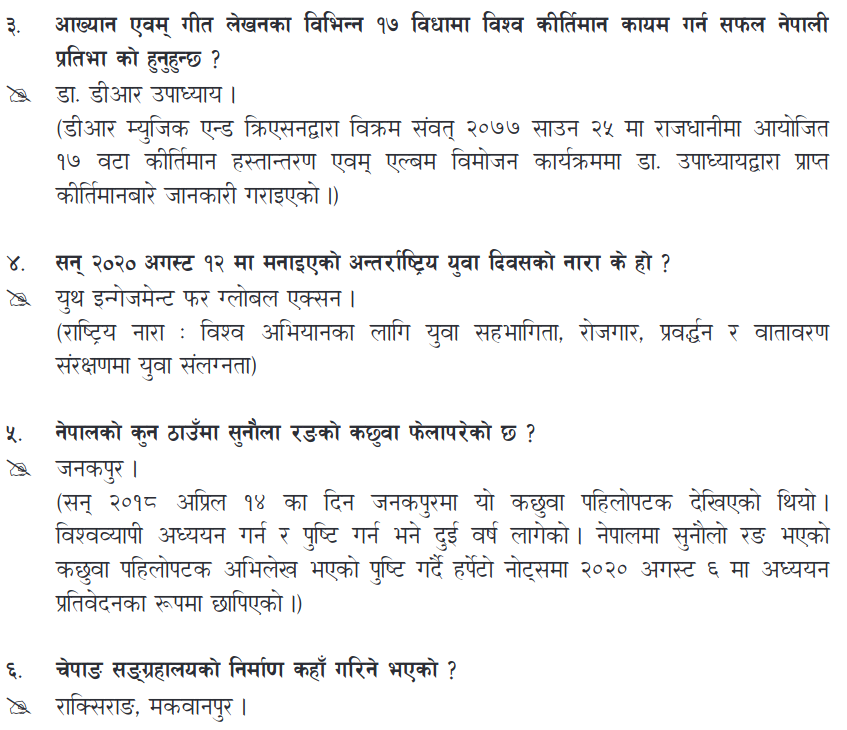 ३. आख्यान एवम् गीत लेखनका विभिन्न १७ विधामा विश्व कीर्तिमान कायम गर्न सफल नेपाली
प्रतिभा को हुनुहुन्छ ?
डा. डीआर उपाध्याय ।
(डीआर म्युजिक एन्ड क्रिएसनद्वारा विक्रम संवत् २०७७ साउन २५ मा राजधानीमा आयोजित
१७ वटा कीर्तिमान हस्तान्तरण एवम् एल्बम विमोजन कार्यक्रममा डा. उपाध्यायद्वारा प्राप्त
कीर्तिमानबारे जानकारी गराइएको ।)
४. सन् २०२० अगस्ट १२ मा मनाइएको अन्तर्राष्ट्रिय युवा दिवसको नारा के हो ?
युथ इन्गेजमेन्ट फर ग्लोबल एक्सन ।
(राष्ट्रिय नारा : विश्व अभियानका लागि युवा सहभागिता, रोजगार, प्रवर्द्धन र वातावरण
संरक्षणमा युवा संलग्नता)
५. नेपालको कुन ठाउँमा सुनौला रङको कछुवा फेलापरेको छ ?
जनकपुर ।
(सन् २०१८ अप्रिल १४ का दिन जनकपुरमा यो कछुवा पहिलोपटक देखिएको थियो ।
विश्वव्यापी अध्ययन गर्न र पुष्टि गर्न भने दुई वर्ष लागेको । नेपालमा सुनौलो रङ भएको
कछुवा पहिलोपटक अभिलेख भएको पुष्टि गर्दै हर्पेटो नोट्समा २०२० अगस्ट ६ मा अध्ययन
प्रतिवेदनका रूपमा छापिएको ।)
६. चेपाङ सङ्ग्रहालयको निर्माण कहाँ गरिने भएको ?
राक्सिराङ, मकवानपुर ।